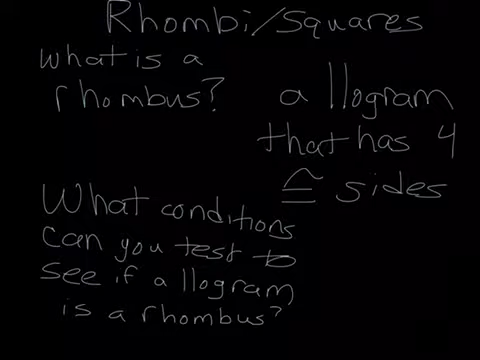 Rhombi/squares
What is a
rhombus?
a llogram
that has 4
≅ sides
What conditions
can you test to
see if a llogram
is a rhombus?